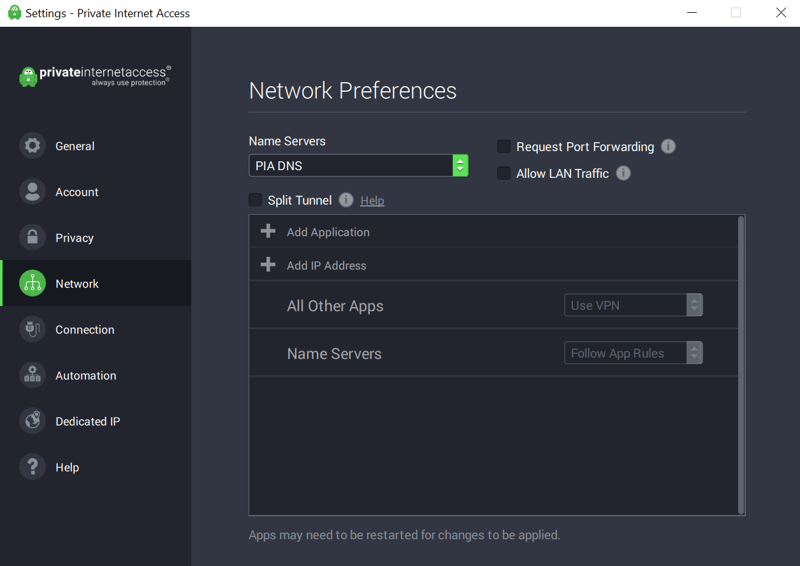 Settings - Private Internet Access
privateinternetaccess®
always use protection®
General
Account
Privacy
Network
Connection
Automation
Dedicated IP
Help
Network Preferences
Name Servers
PIA DNS
Request Port Forwarding
Allow LAN Traffic
Split Tunnel Help
Add Application
Add IP Address
All Other Apps Use VPN
Name Servers Follow App Rules
Apps may need to be restarted for changes to be applied.